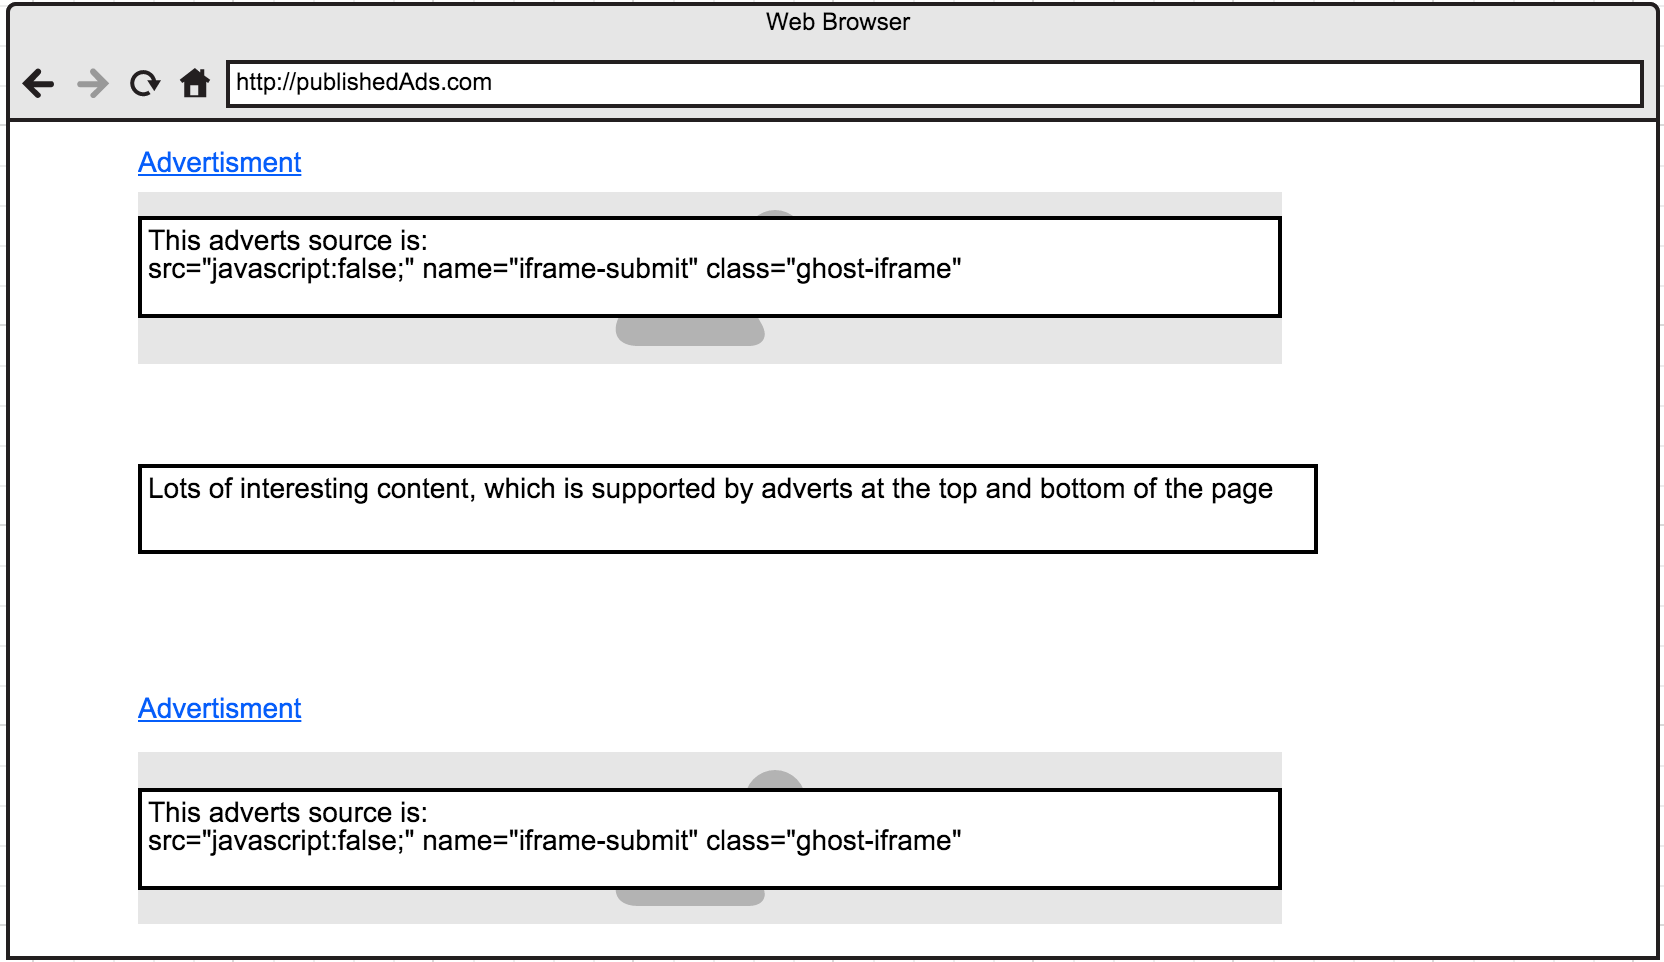 Web Browser
http://publishedAds.com
Advertisment
This adverts source is:
src="javascript:false;" name="iframe-submit" class="ghost-iframe"
Lots of interesting content, which is supported by adverts at the top and bottom of the page
Advertisment
This adverts source is:
src="javascript:false;" name="iframe-submit" class="ghost-iframe"